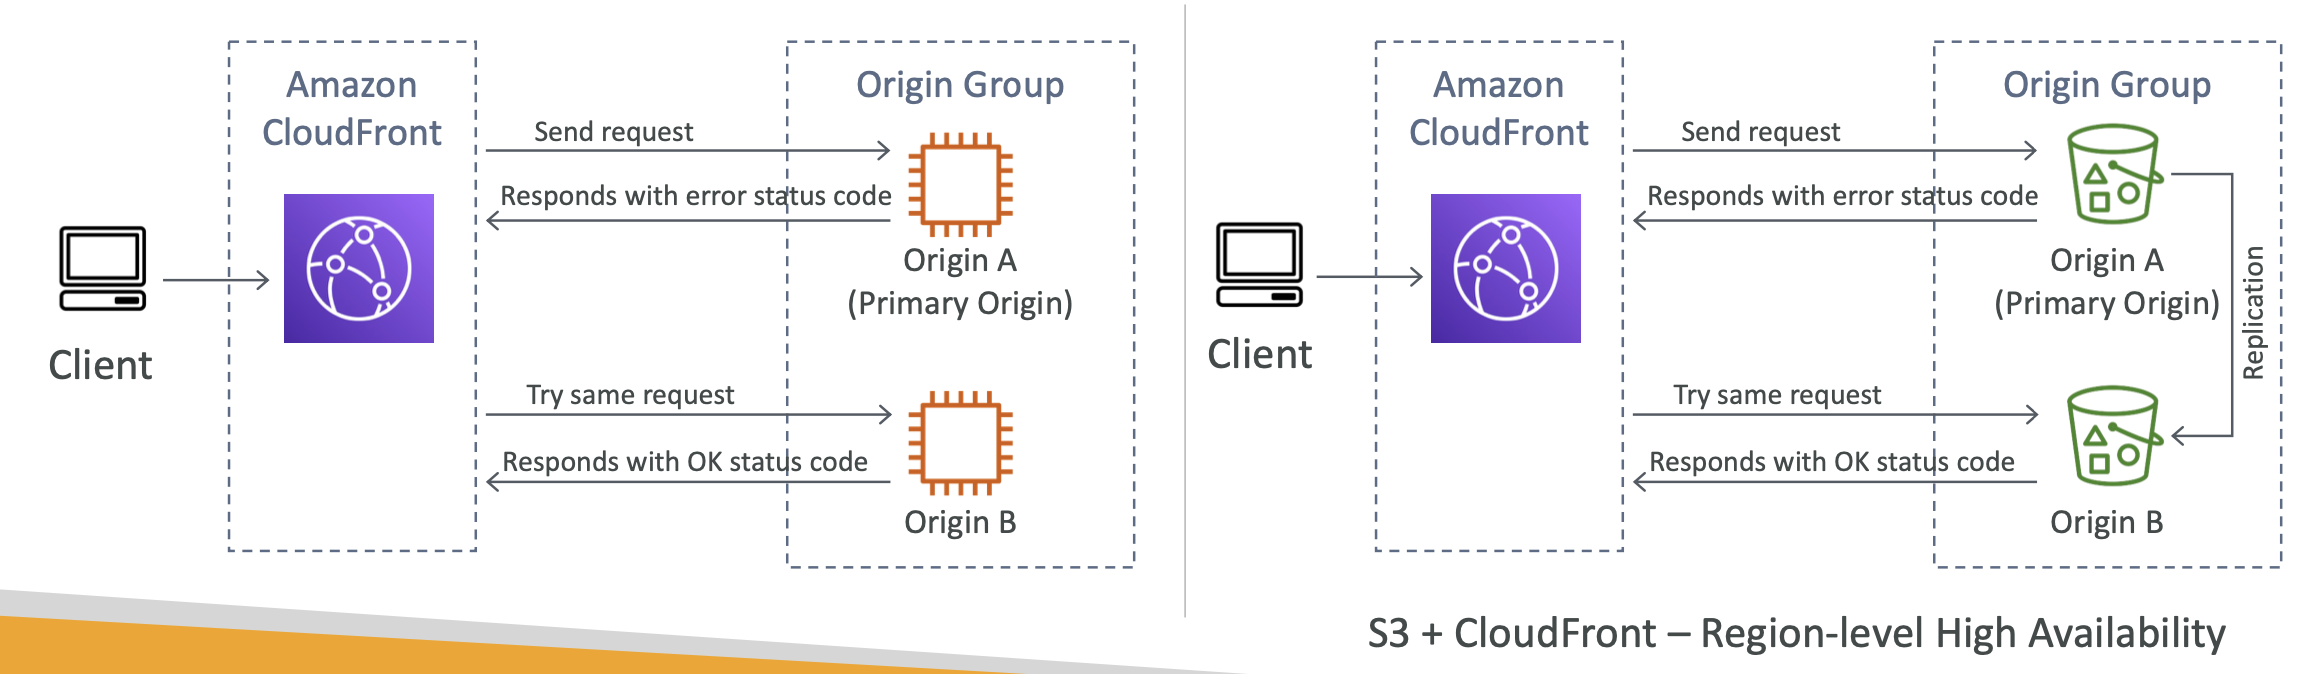 Amazon
CloudFront
Origin Group
Send request
Responds with error status code
Origin A
(Primary Origin)
Client
Try same request
Responds with OK status code
Origin B
Amazon
CloudFront
Origin Group
Send request
Responds with error status code
Origin A
(Primary Origin)
Replication
Client
Try same request
Responds with OK status code
Origin B
S3 + CloudFront – Region-level High Availability